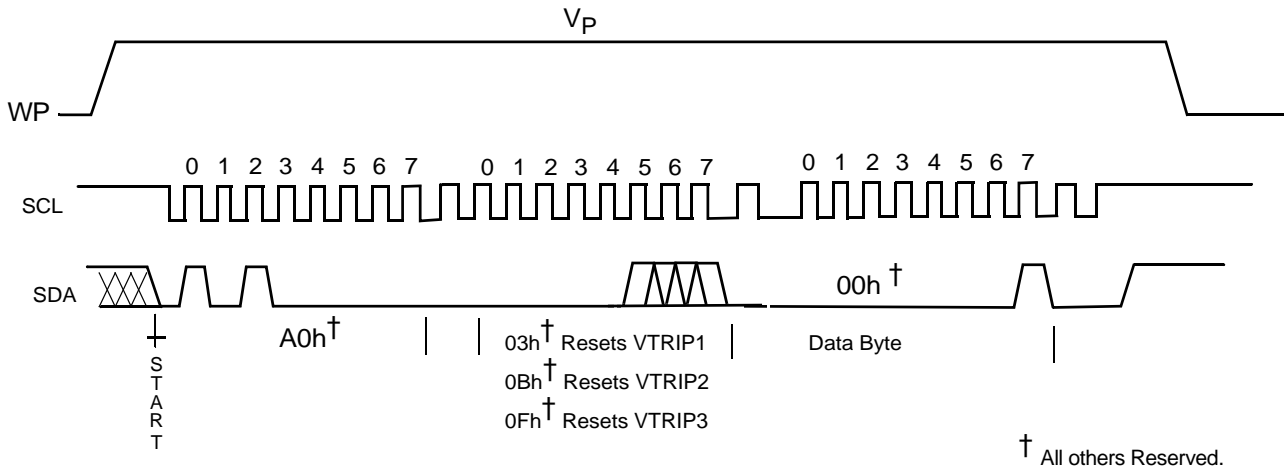 VP
WP
0 1 2 3 4 5 6 7 0 1 2 3 4 5 6 7 0 1 2 3 4 5 6 7
SCL
SDA
00h †
A0h†
03h† Resets VTRIP1
Data Byte
0Bh† Resets VTRIP2
0Fh† Resets VTRIP3
START
† All others Reserved.